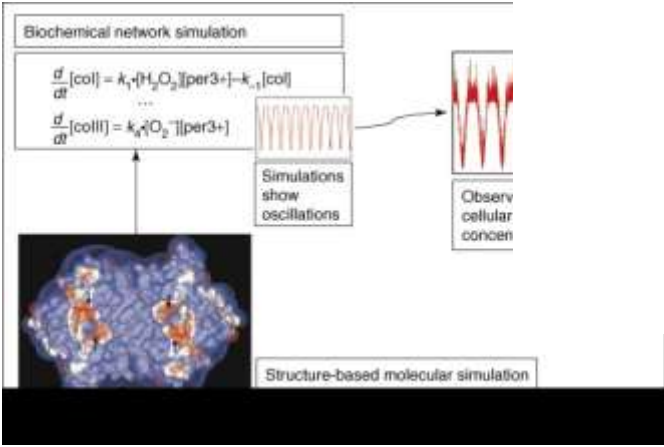 Biochemical network simulation
d/dt[coI] = k₁•[H₂O₂][per3+]–k₋₁[coI]
...
d/dt[coIII] = k₄•[O₂⁻][per3+]
Simulations
show
oscillations
Observ
cellular
concen
Structure-based molecular simulation